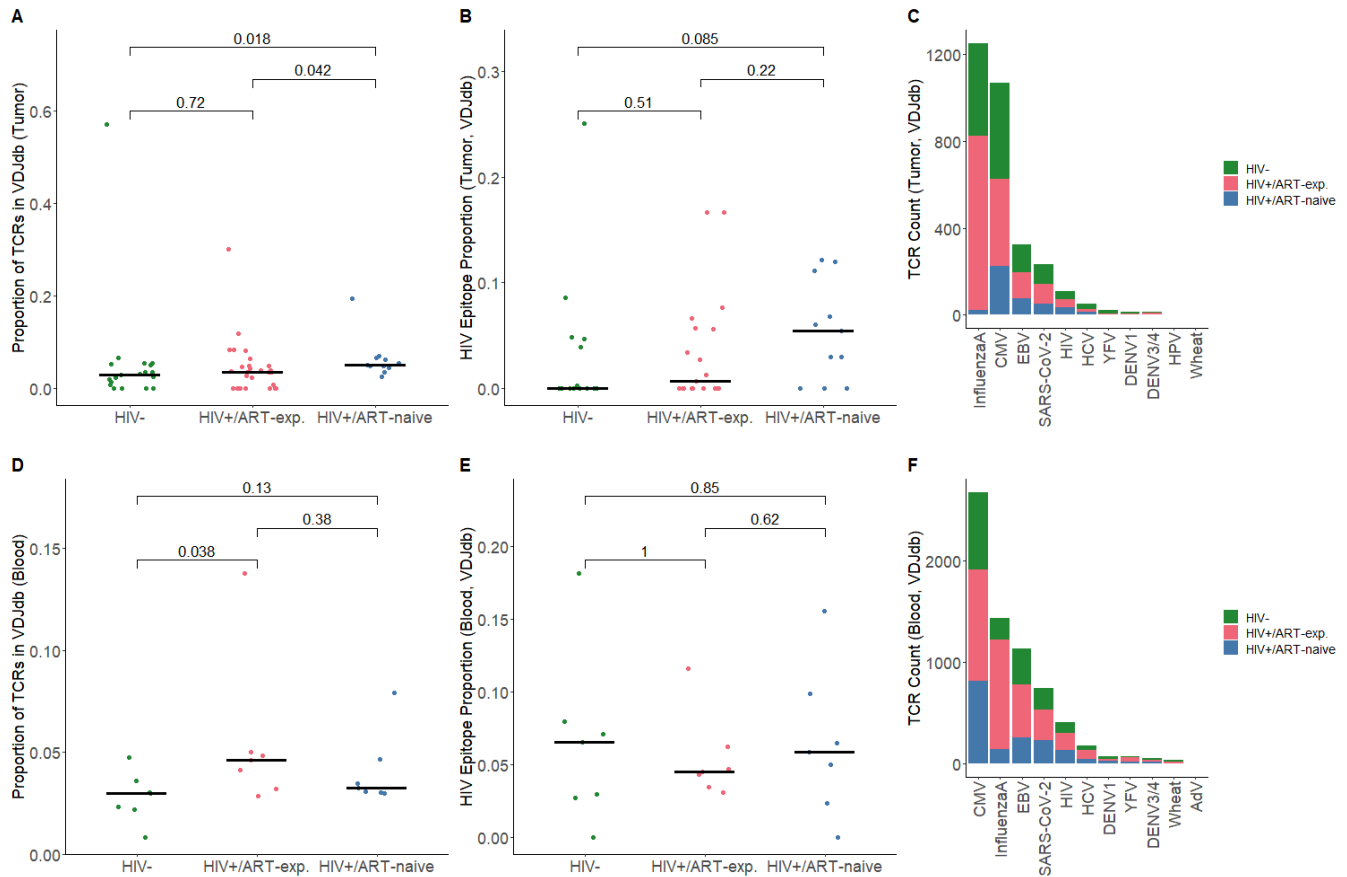 A
Proportion of TCRs in VDJdb (Tumor)
0.6
0.4
0.2
0.0
0.018
0.042
0.72
HIV-
HIV+/ART-exp.
HIV+/ART-naive
B
HIV Epitope Proportion (Tumor, VDJdb)
0.3
0.2
0.1
0.0
0.085
0.22
0.51
HIV-
HIV+/ART-exp.
HIV+/ART-naive
C
TCR Count (Tumor, VDJdb)
1200
800
400
0
InfluenzaA
CMV
EBV
SARS-CoV-2
HIV
HCV
YFV
DENV1
DENV3/4
HPV
Wheat
HIV-
HIV+/ART-exp.
HIV+/ART-naive
D
Proportion of TCRs in VDJdb (Blood)
0.15
0.10
0.05
0.00
0.13
0.38
0.038
HIV-
HIV+/ART-exp.
HIV+/ART-naive
E
HIV Epitope Proportion (Blood, VDJdb)
0.20
0.15
0.10
0.05
0.00
0.85
0.62
1
HIV-
HIV+/ART-exp.
HIV+/ART-naive
F
TCR Count (Blood, VDJdb)
2000
1000
0
CMV
InfluenzaA
EBV
SARS-CoV-2
HIV
HCV
DENV1
YFV
DENV3/4
Wheat
AdV
HIV-
HIV+/ART-exp.
HIV+/ART-naive